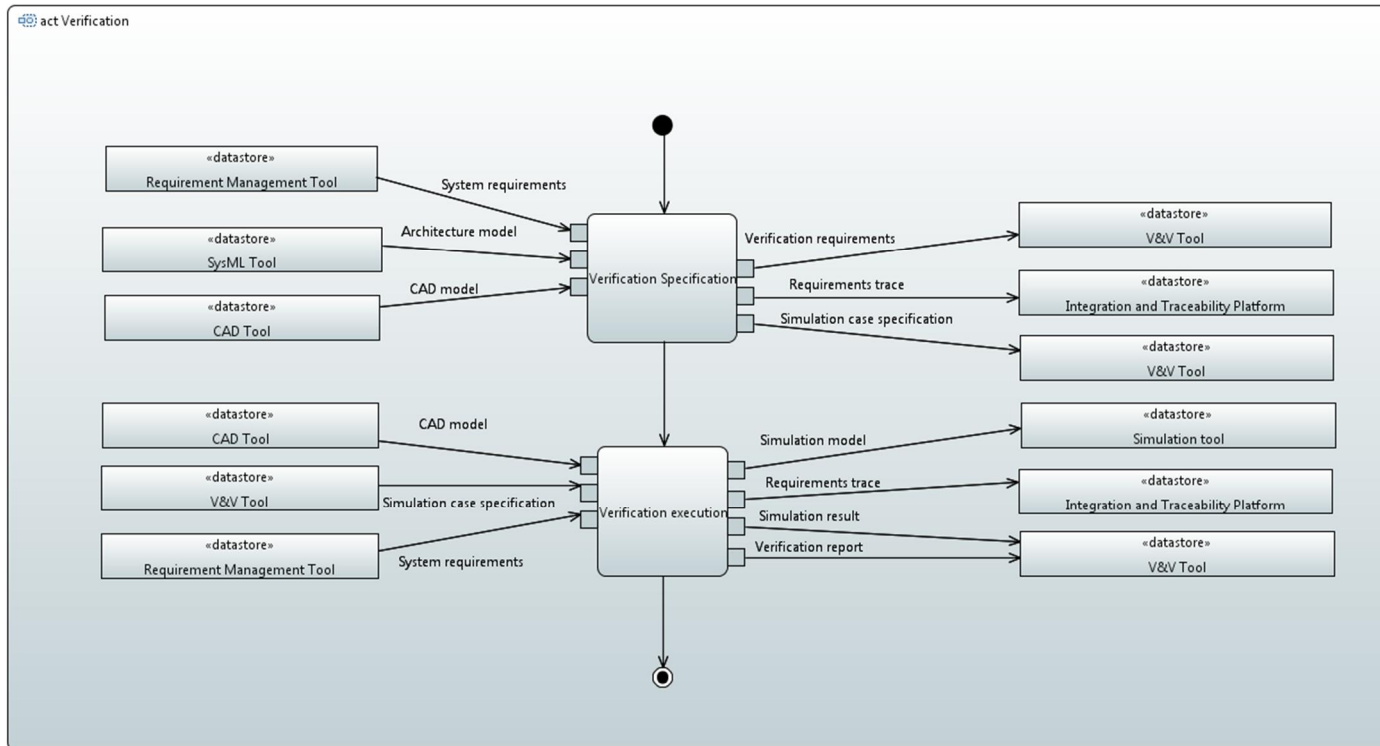 act Verification
«datastore»
Requirement Management Tool
System requirements
«datastore»
SysML Tool
Architecture model
«datastore»
CAD Tool
CAD model
Verification Specification
Verification requirements
«datastore»
V&V Tool
Requirements trace
«datastore»
Integration and Traceability Platform
Simulation case specification
«datastore»
V&V Tool
«datastore»
CAD Tool
CAD model
«datastore»
V&V Tool
Simulation case specification
«datastore»
Requirement Management Tool
System requirements
Verification execution
Simulation model
«datastore»
Simulation tool
Requirements trace
«datastore»
Integration and Traceability Platform
Simulation result
Verification report
«datastore»
V&V Tool